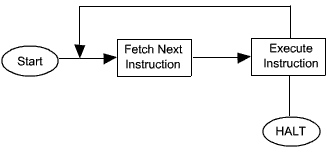 Start
Fetch Next
Instruction
Execute
Instruction
HALT